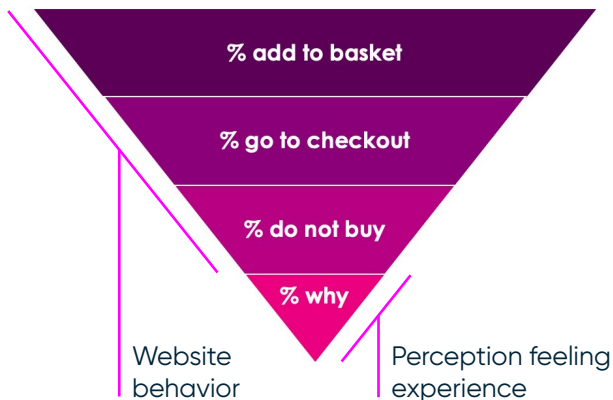 % add to basket
% go to checkout
% do not buy
% why
Website
behavior
Perception feeling
experience